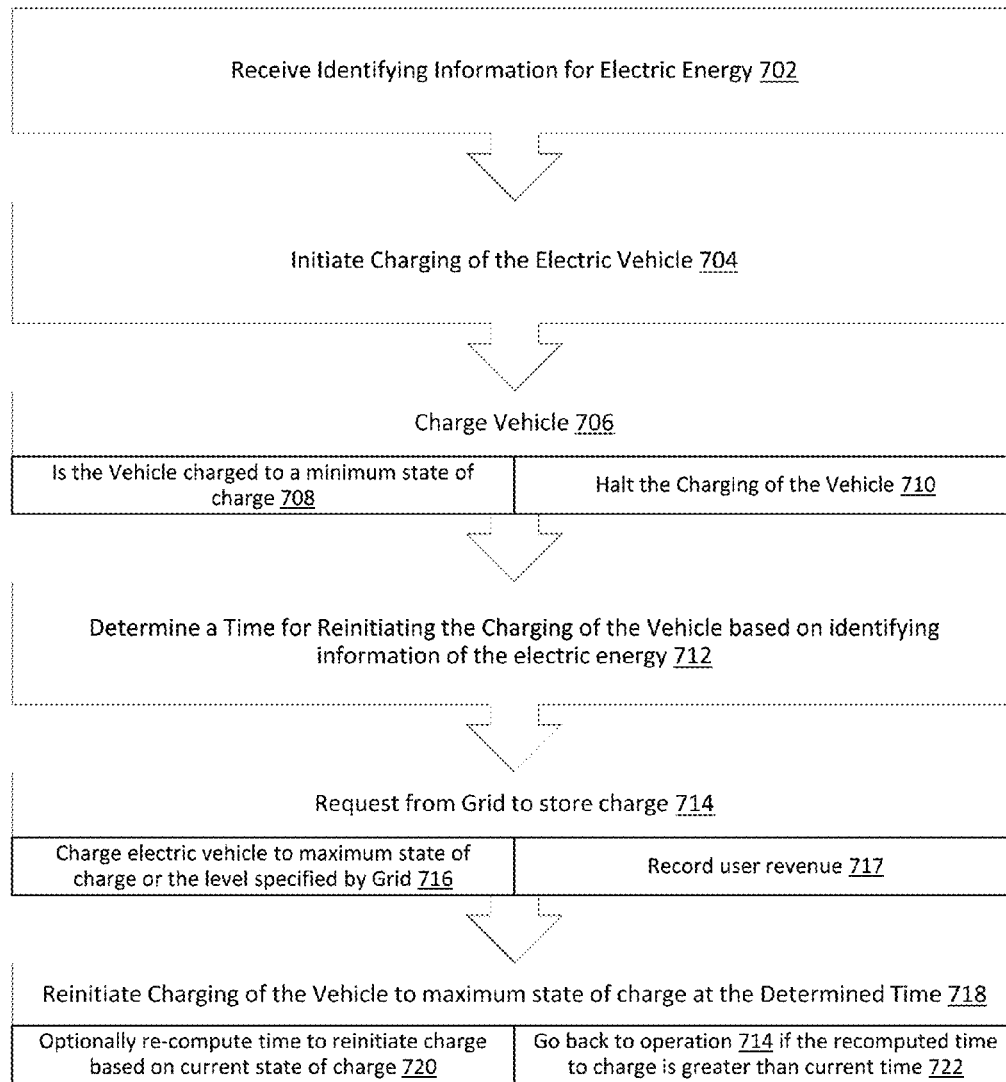 Receive Identifying Information for Electric Energy 702
Initiate Charging of the Electric Vehicle 704
Charge Vehicle 706
Is the Vehicle charged to a minimum state of
charge 708
Halt the Charging of the Vehicle 710
Determine a Time for Reinitiating the Charging of the Vehicle based on identifying
information of the electric energy 712
Request from Grid to store charge 714
Charge electric vehicle to maximum state of
charge or the level specified by Grid 716
Record user revenue 717
Reinitiate Charging of the Vehicle to maximum state of charge at the Determined Time 718
Optionally re-compute time to reinitiate charge
based on current state of charge 720
Go back to operation 714 if the recomputed time
to charge is greater than current time 722